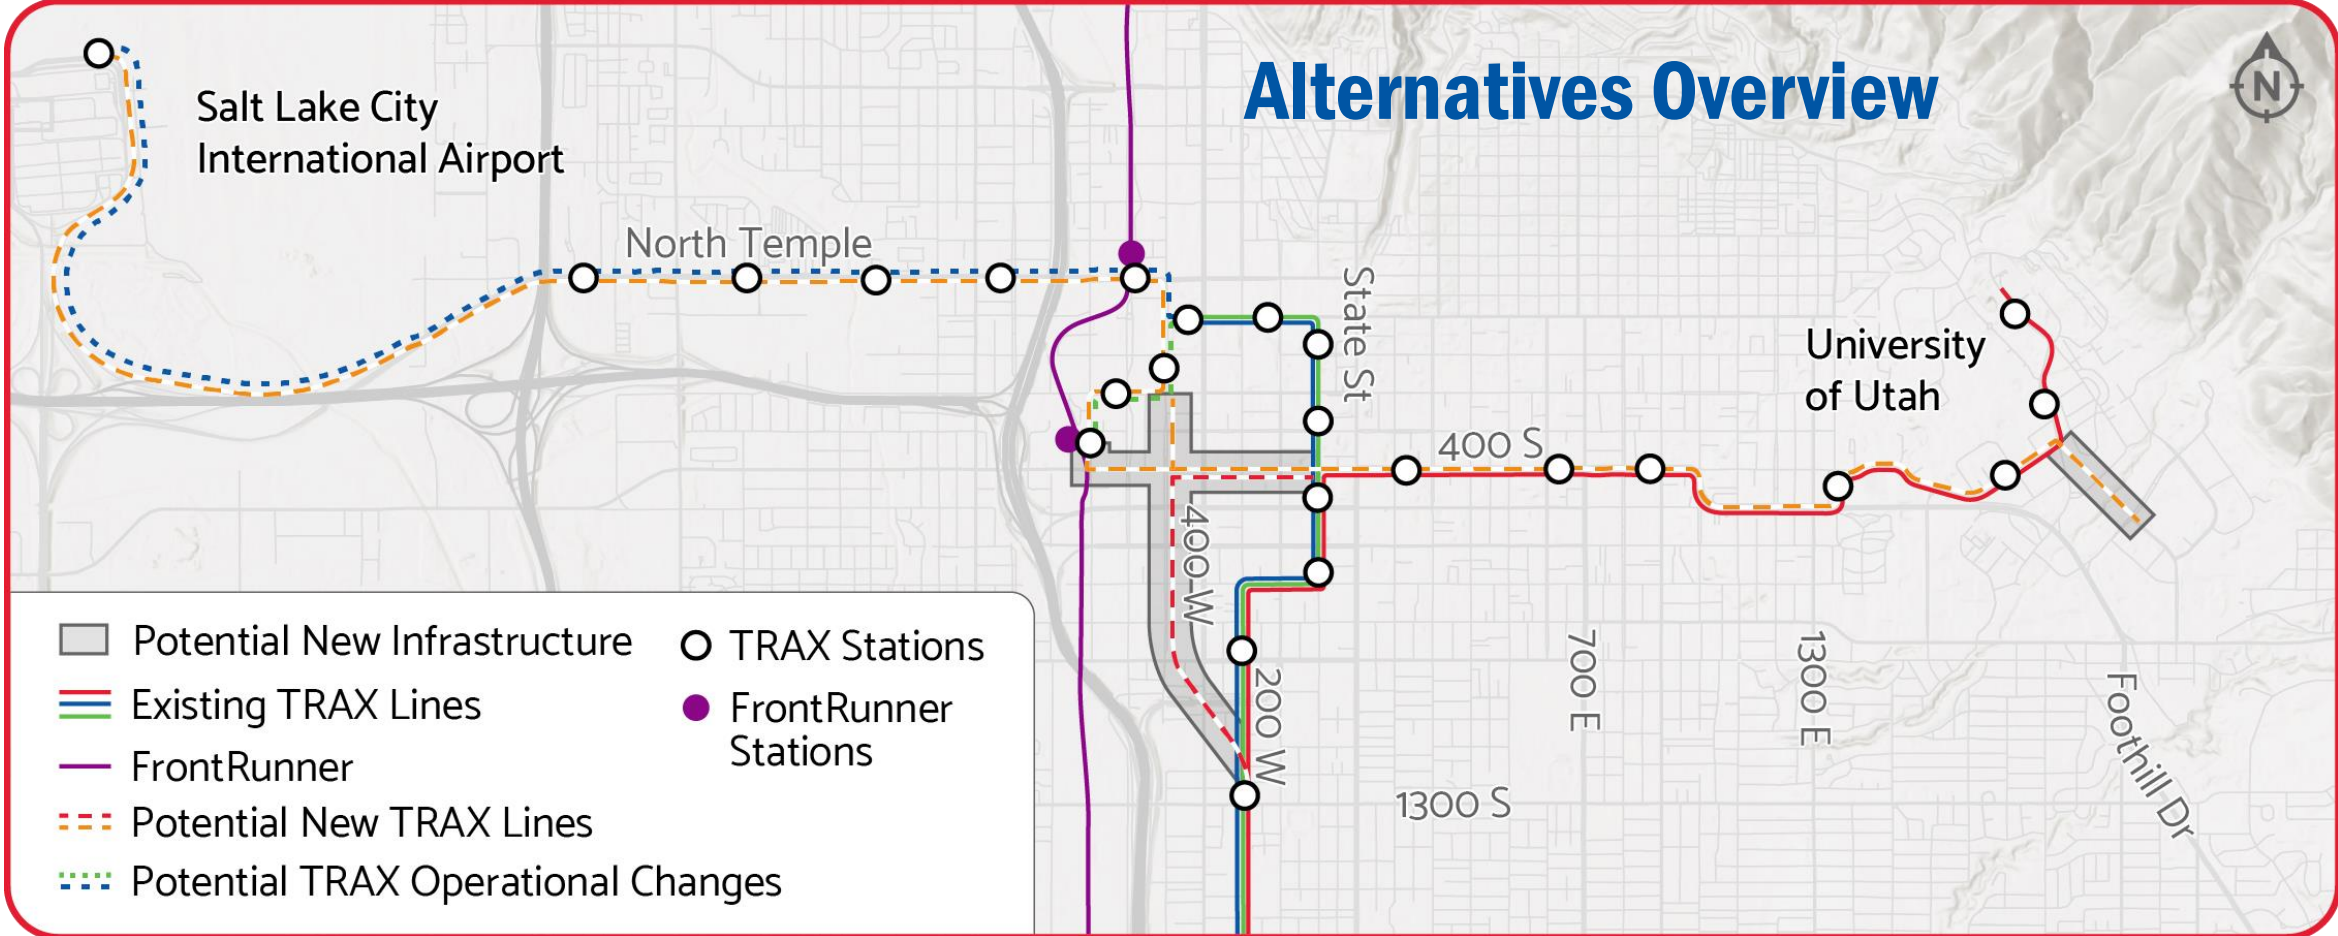 Alternatives Overview
N
Salt Lake City
International Airport
North Temple
State St
University
of Utah
400 S
400 W
200 W
700 E
1300 E
Foothill Dr
1300 S
Potential New Infrastructure
Existing TRAX Lines
FrontRunner
Potential New TRAX Lines
Potential TRAX Operational Changes
TRAX Stations
FrontRunner
Stations